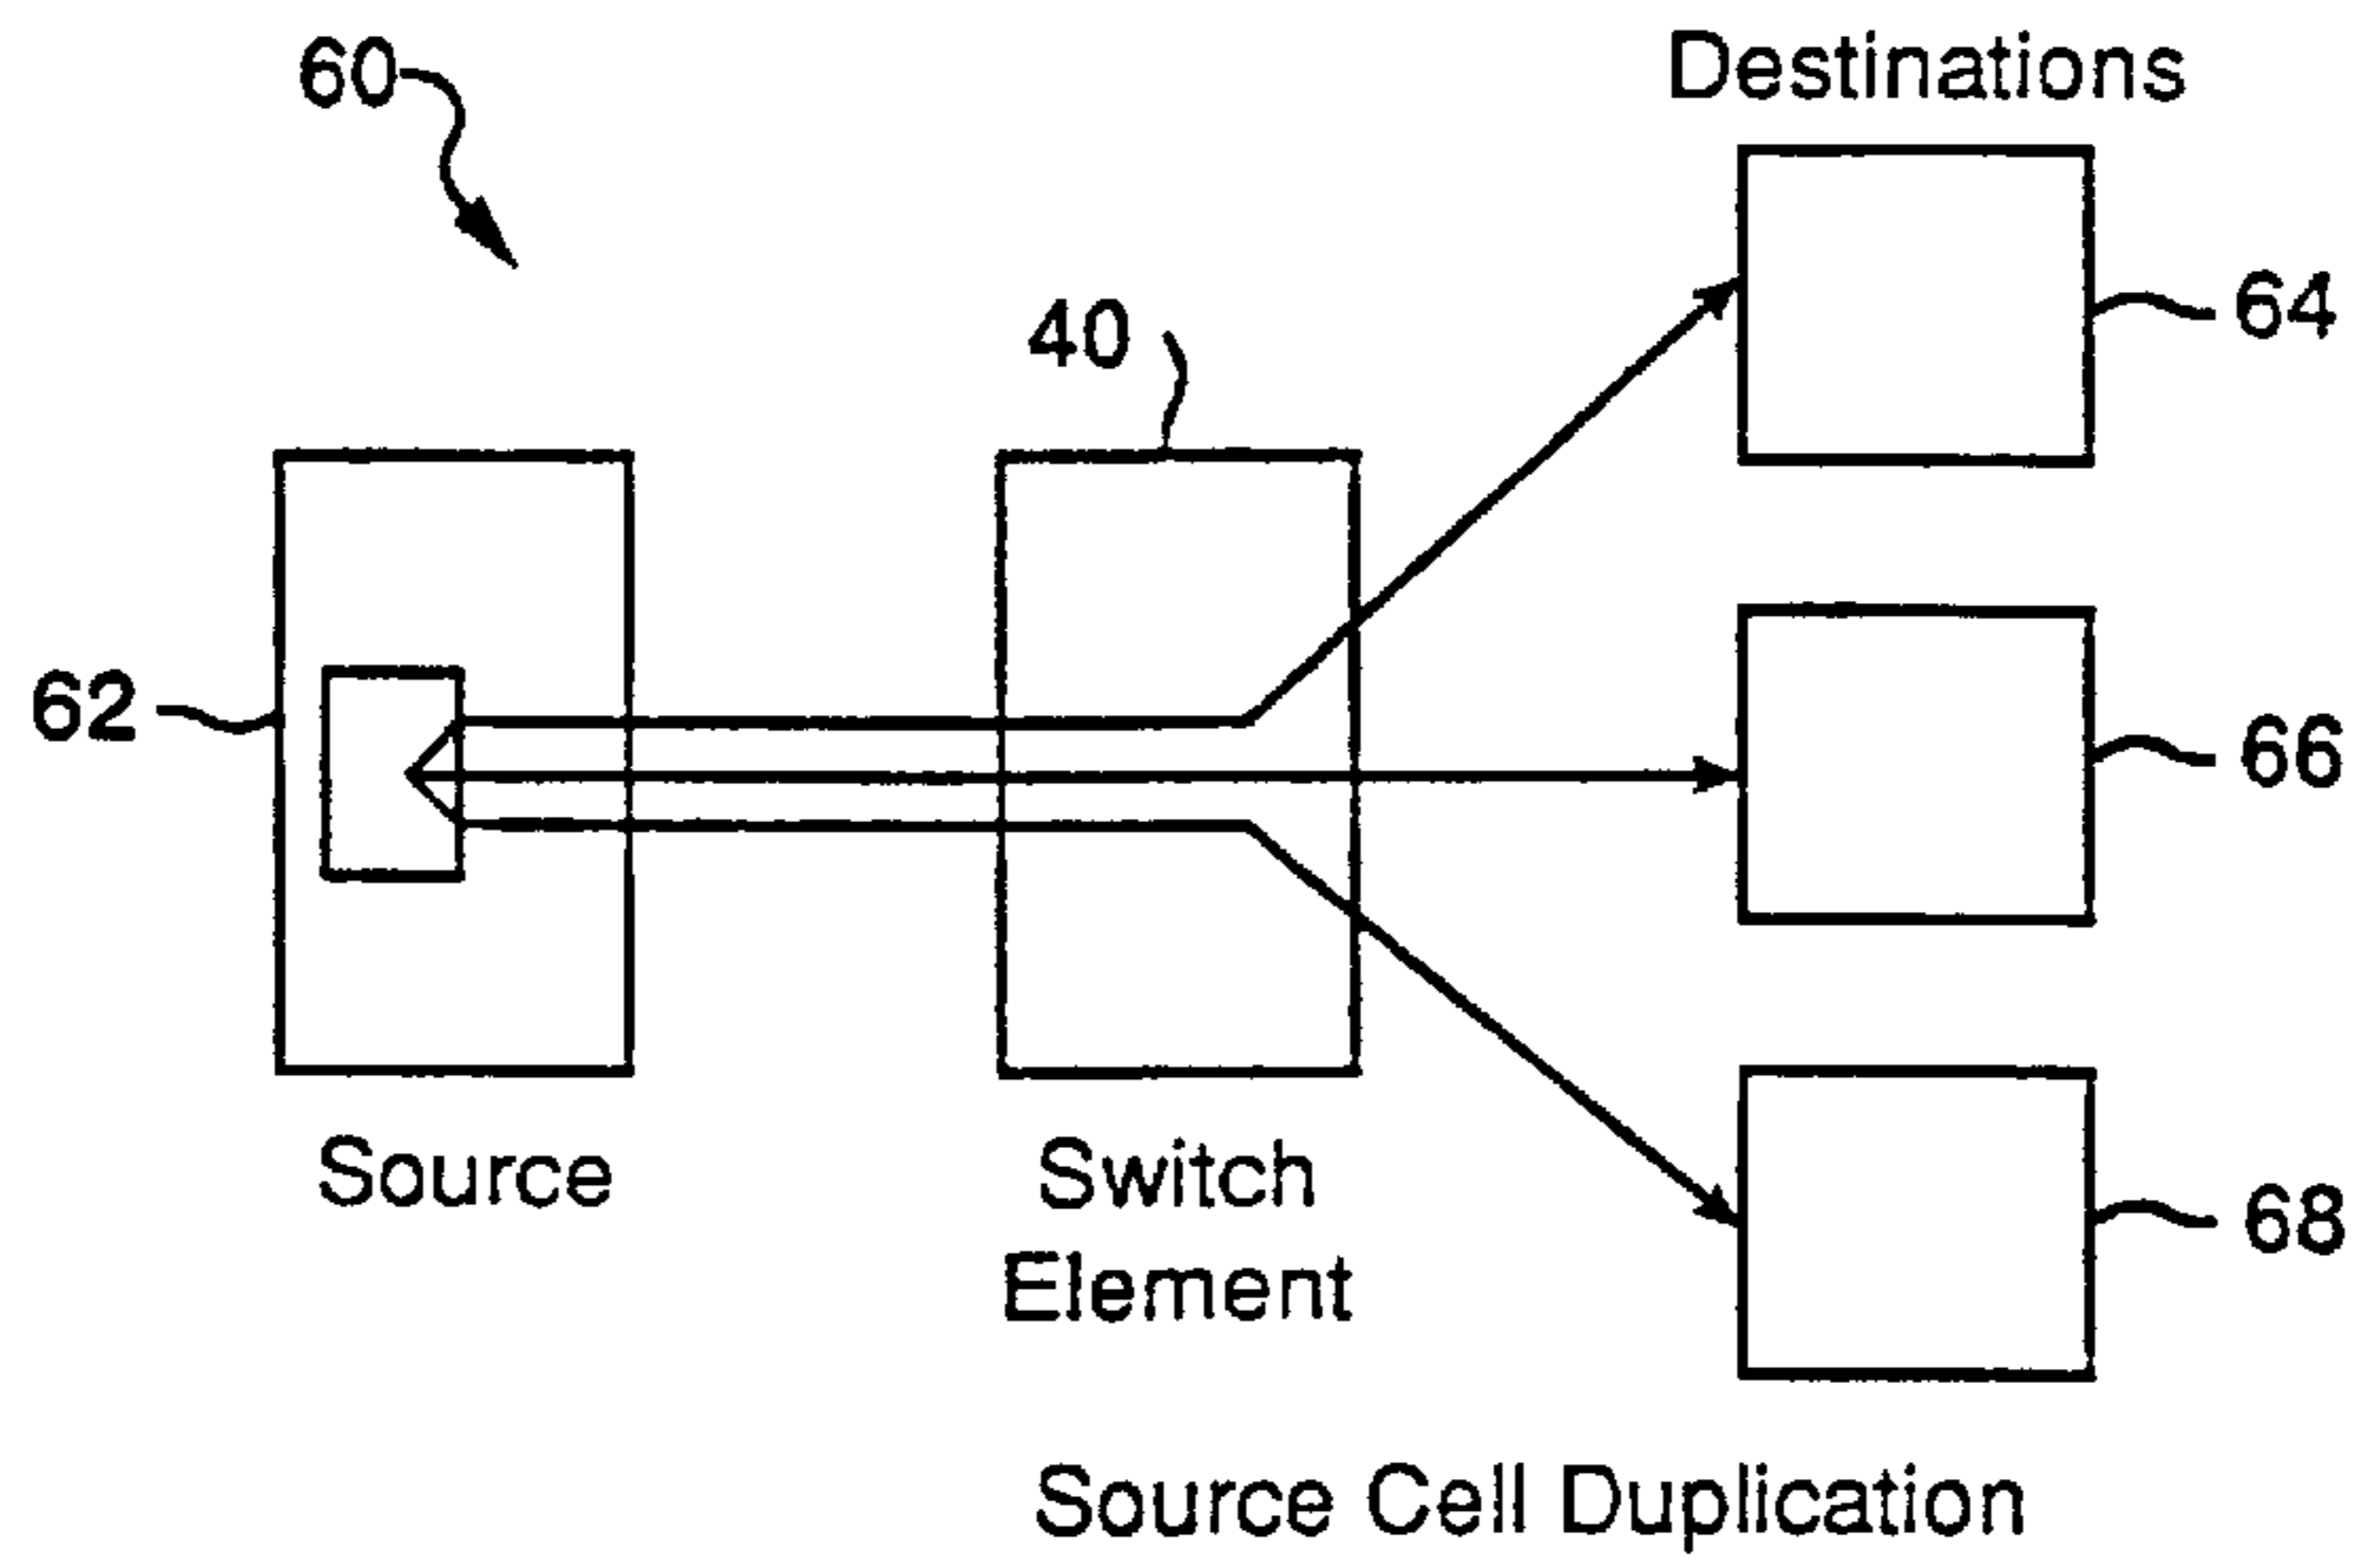 60
Destinations
64
40
62
66
Source
Switch
Element
68
Source Cell Duplication